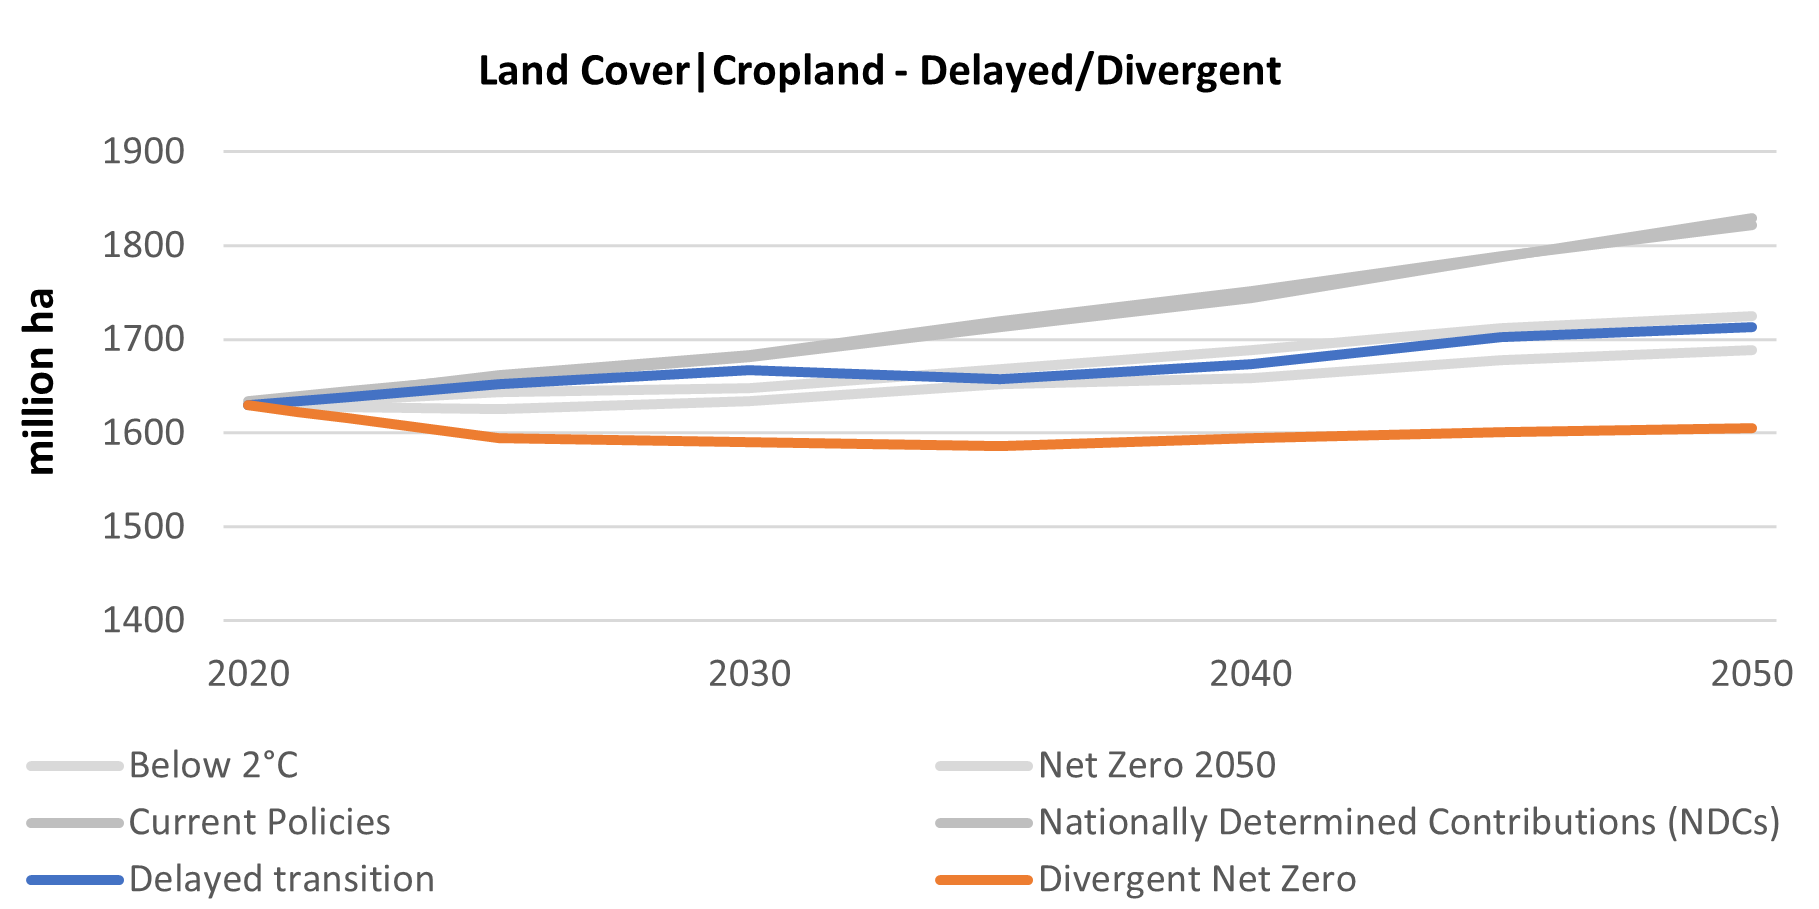 Land Cover|Cropland - Delayed/Divergent
million ha
1900
1800
1700
1600
1500
1400
2020 2030 2040 2050
Below 2°C Net Zero 2050
Current Policies Nationally Determined Contributions (NDCs)
Delayed transition Divergent Net Zero